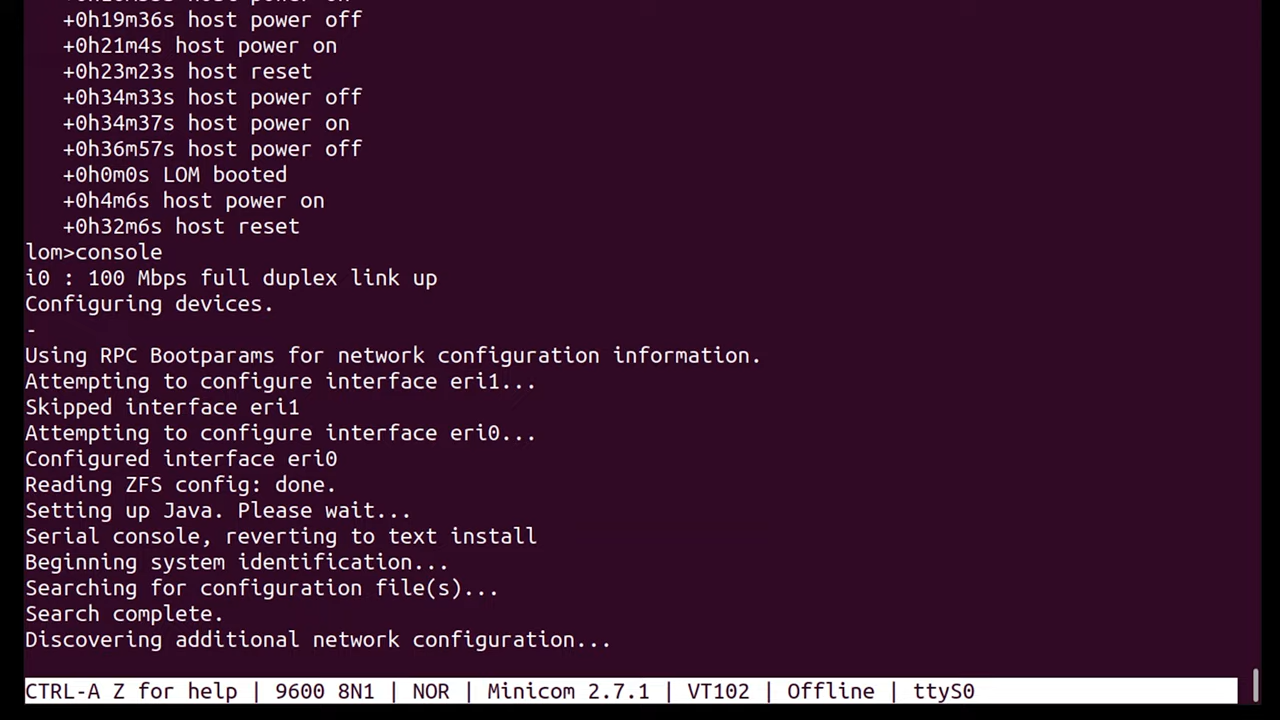 +0h19m36s host power off
+0h21m4s host power on
+0h23m23s host reset
+0h34m33s host power off
+0h34m37s host power on
+0h36m57s host power off
+0h0m0s LOM booted
+0h4m6s host power on
+0h32m6s host reset
lom>console
i0 : 100 Mbps full duplex link up
Configuring devices.
-
Using RPC Bootparams for network configuration information.
Attempting to configure interface eri1...
Skipped interface eri1
Attempting to configure interface eri0...
Configured interface eri0
Reading ZFS config: done.
Setting up Java. Please wait...
Serial console, reverting to text install
Beginning system identification...
Searching for configuration file(s)...
Search complete.
Discovering additional network configuration...
CTRL-A Z for help | 9600 8N1 | NOR | Minicom 2.7.1 | VT102 | Offline | ttyS0